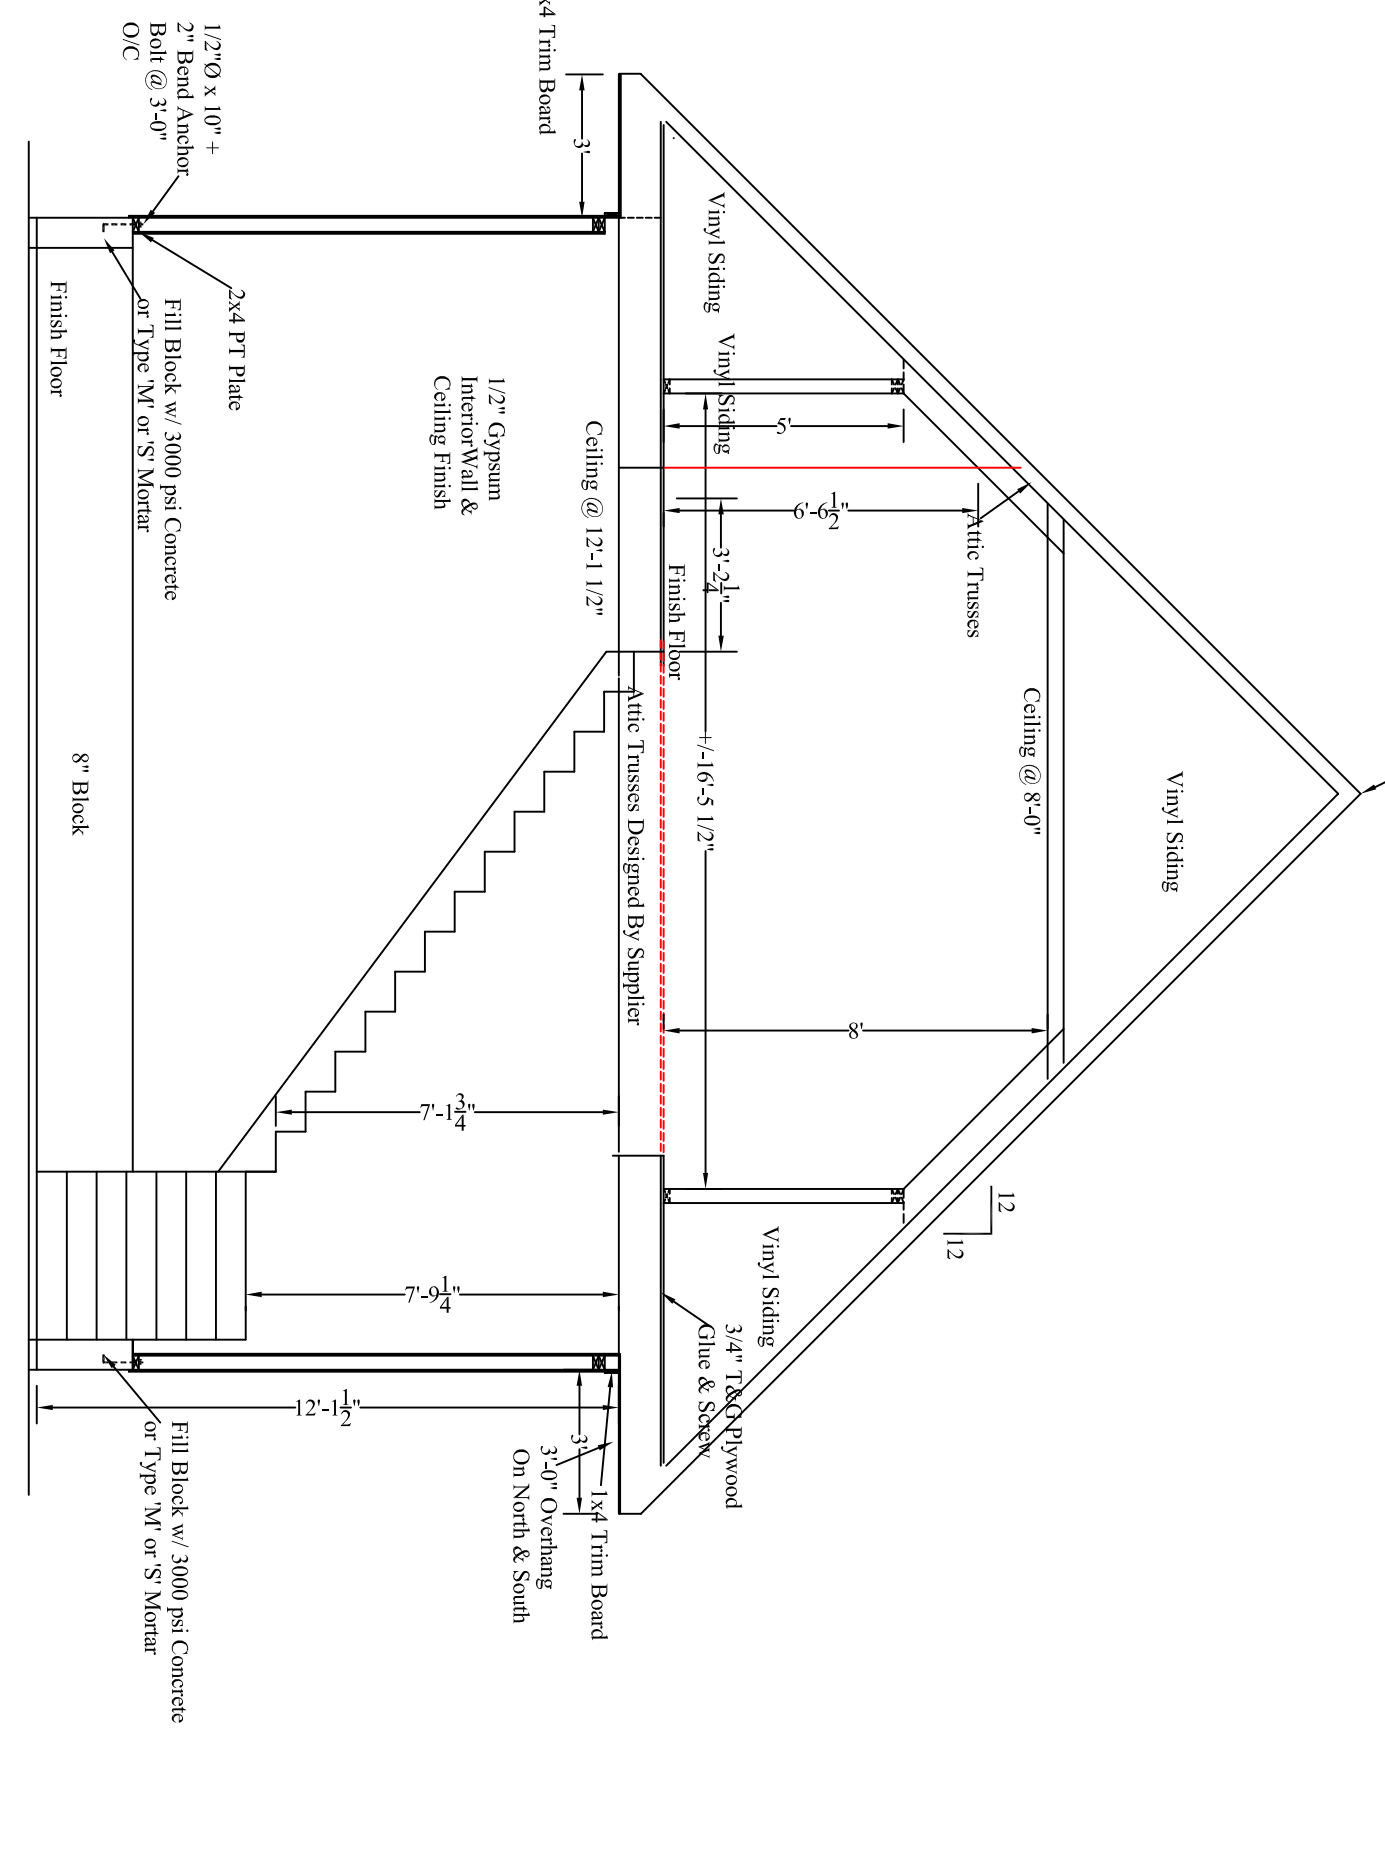 Vinyl Siding
12
12
Ceiling @ 8'-0"
Attic Trusses
8'
6'-6 1/2"
5'
Vinyl Siding
Vinyl Siding
Vinyl Siding
3'-2 1/4"
+/-16'-5 1/2"
3/4" T&G Plywood
Glue & Screw
Finish Floor
Attic Trusses Designed By Supplier
Ceiling @ 12'-1 1/2"
x4 Trim Board
3'
3'
1x4 Trim Board
3'-0" Overhang
On North & South
1/2" Gypsum
InteriorWall &
Ceiling Finish
7'-1 3/4"
7'-9 1/4"
12'-1 1/2"
1/2"Ø x 10" +
2" Bend Anchor
Bolt @ 3'-0"
O/C
2x4 PT Plate
Fill Block w/ 3000 psi Concrete
or Type 'M' or 'S' Mortar
Fill Block w/ 3000 psi Concrete
or Type 'M' or 'S' Mortar
8" Block
Finish Floor